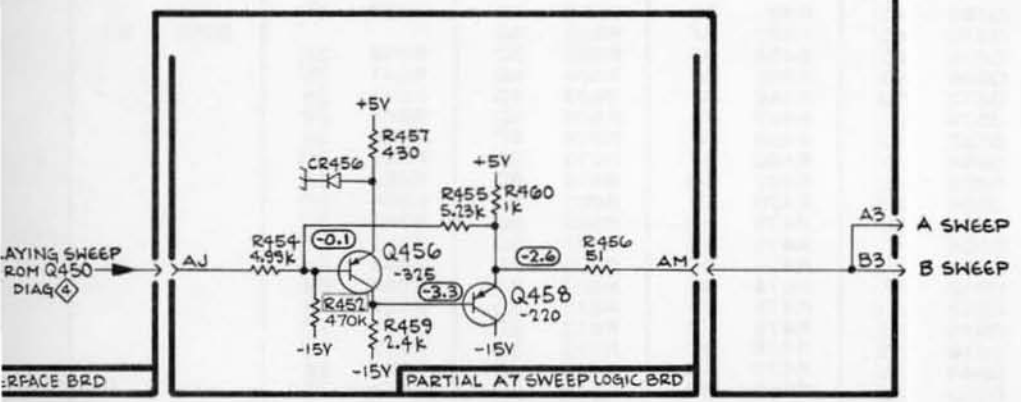 +5V
R457
430
CR456
+5V
R455
5.23K
R460
1K
A3
A SWEEP
LAYING SWEEP
ROM Q450
DIAG 4
AJ
R454
4.99K
-0.1
Q456
-325
-2.6
R456
51
AM
B3
B SWEEP
-3.3
Q458
-220
R452
470K
R459
2.4K
-15V
-15V
-15V
ERFACE BRD
PARTIAL A7 SWEEP LOGIC BRD